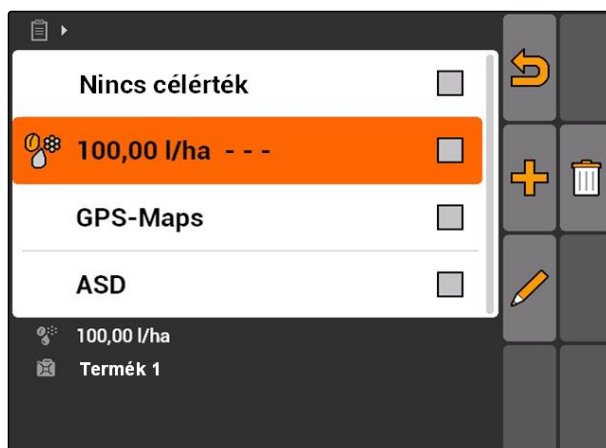 Nincs célérték
100,00 l/ha - - -
GPS-Maps
ASD
100,00 l/ha
Termék 1